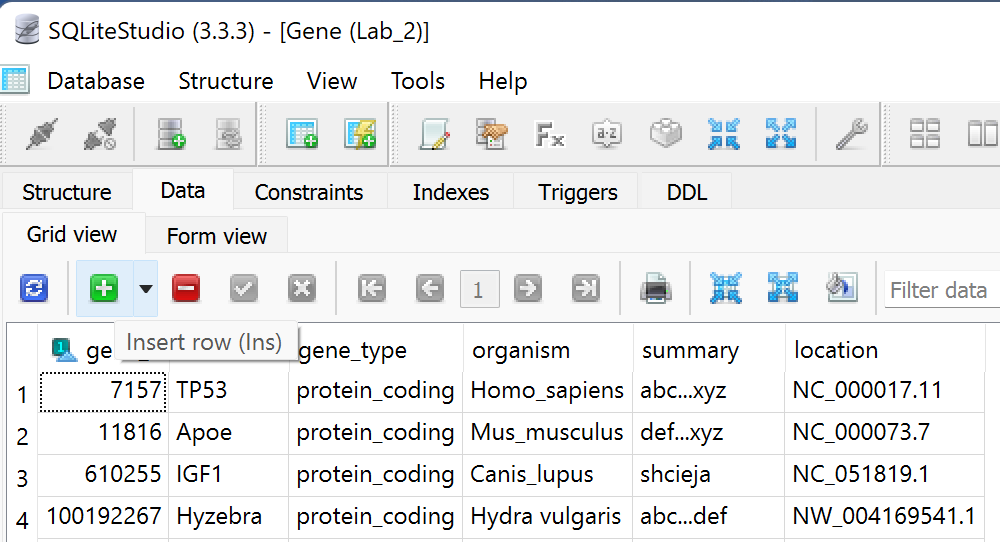 SQLiteStudio (3.3.3) - [Gene (Lab_2)]
Database Structure View Tools Help
Fx a-z
Structure Data Constraints Indexes Triggers DDL
Grid view Form view
1 Filter data
Insert row (Ins)
1 ge gene_type organism summary location
1 7157 TP53 protein_coding Homo_sapiens abc...xyz NC_000017.11
2 11816 Apoe protein_coding Mus_musculus def...xyz NC_000073.7
3 610255 IGF1 protein_coding Canis_lupus shcieja NC_051819.1
4 100192267 Hyzebra protein_coding Hydra vulgaris abc...def NW_004169541.1